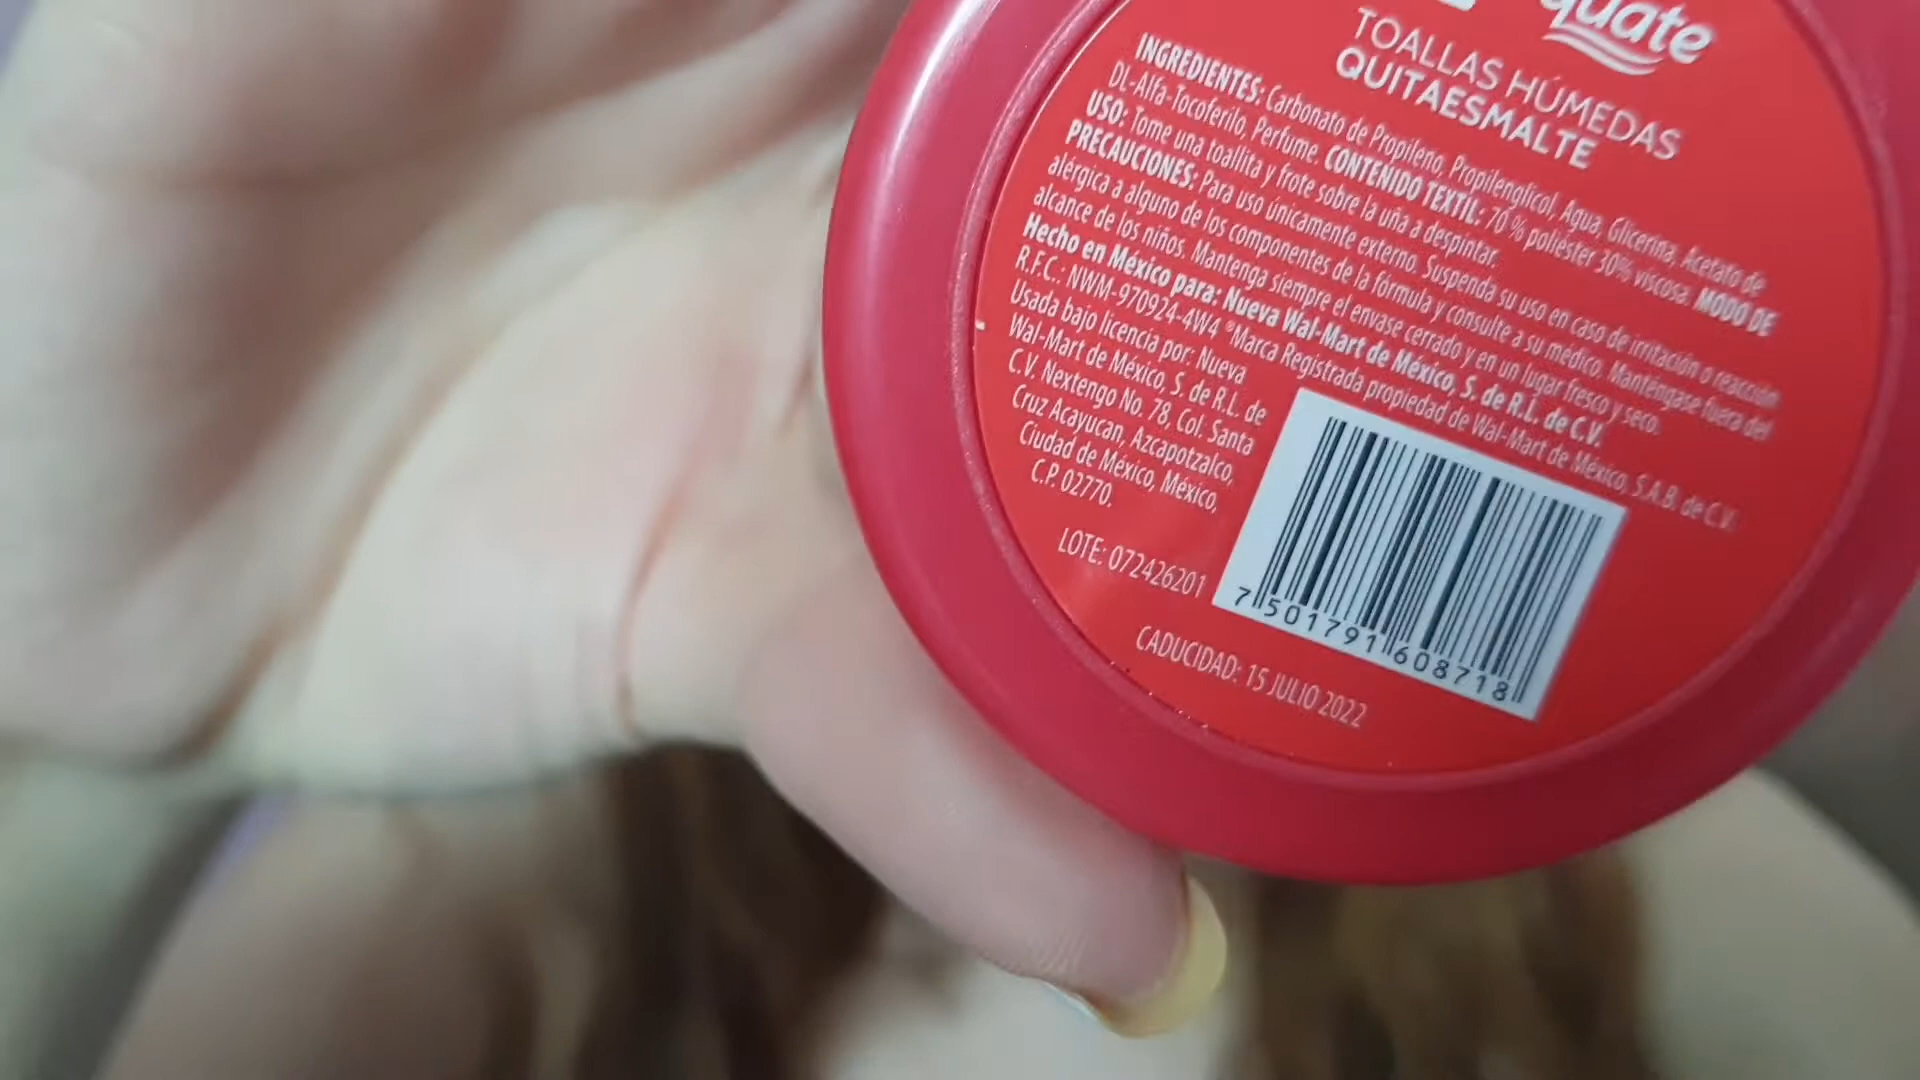 quate
TOALLAS HÚMEDAS
QUITAESMALTE
INGREDIENTES: Carbonato de Propileno, Propilenglicol, Agua, Glicerina, Acetato de
DL-Alfa-Tocoferilo, Perfume. CONTENIDO TEXTIL: 70 % poliéster 30% viscosa. MODO DE
USO: Tome una toallita y frote sobre la uña a despintar.
PRECAUCIONES: Para uso únicamente externo. Suspenda su uso en caso de irritación o reacción
alérgica a alguno de los componentes de la fórmula y consulte a su médico. Manténgase fuera del
alcance de los niños. Mantenga siempre el envase cerrado y en un lugar fresco y seco.
Hecho en México para: Nueva Wal-Mart de México, S. de R.L. de C.V.
R.F.C.: NWM-970924-4W4 ®Marca Registrada propiedad de Wal-Mart de México, S.A.B. de C.V.
Usada bajo licencia por: Nueva
Wal-Mart de México, S. de R.L. de
C.V. Nextengo No. 78, Col. Santa
Cruz Acayucan, Azcapotzalco,
Ciudad de México, México,
C.P. 02770.
LOTE: 072426201
7 501791 608718
CADUCIDAD: 15 JULIO 2022